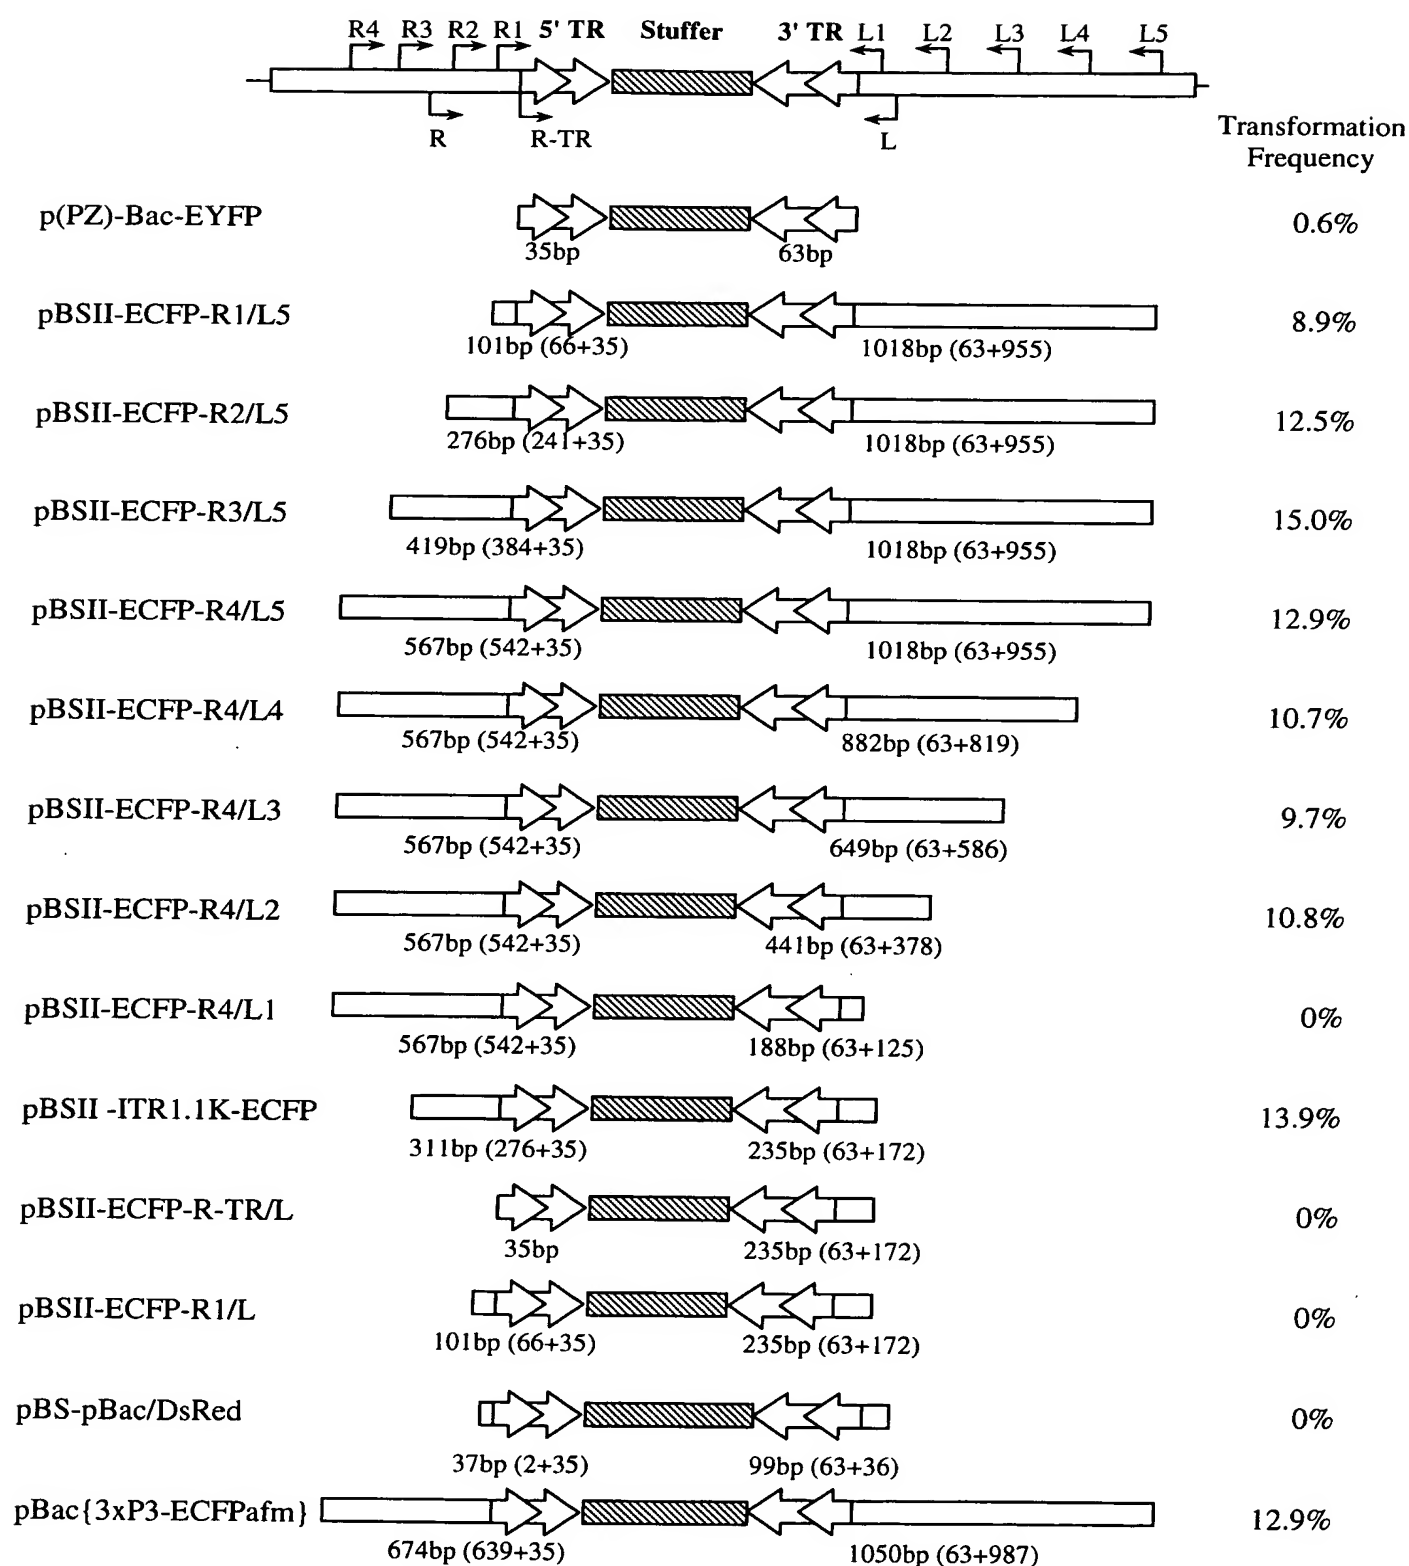 R4 R3 R2 R1 5' TR Stuffer 3' TR L1 L2 L3 L4 L5
R R-TR L
Transformation
Frequency
p(PZ)-Bac-EYFP 0.6%
35bp 63bp
pBSII-ECFP-R1/L5 8.9%
101bp (66+35) 1018bp (63+955)
pBSII-ECFP-R2/L5 12.5%
276bp (241+35) 1018bp (63+955)
pBSII-ECFP-R3/L5 15.0%
419bp (384+35) 1018bp (63+955)
pBSII-ECFP-R4/L5 12.9%
567bp (542+35) 1018bp (63+955)
pBSII-ECFP-R4/L4 10.7%
567bp (542+35) 882bp (63+819)
pBSII-ECFP-R4/L3 9.7%
567bp (542+35) 649bp (63+586)
pBSII-ECFP-R4/L2 10.8%
567bp (542+35) 441bp (63+378)
pBSII-ECFP-R4/L1 0%
567bp (542+35) 188bp (63+125)
pBSII -ITR1.1K-ECFP 13.9%
311bp (276+35) 235bp (63+172)
pBSII-ECFP-R-TR/L 0%
35bp 235bp (63+172)
pBSII-ECFP-R1/L 0%
101bp (66+35) 235bp (63+172)
pBS-pBac/DsRed 0%
37bp (2+35) 99bp (63+36)
pBac{3xP3-ECFPafm} 12.9%
674bp (639+35) 1050bp (63+987)